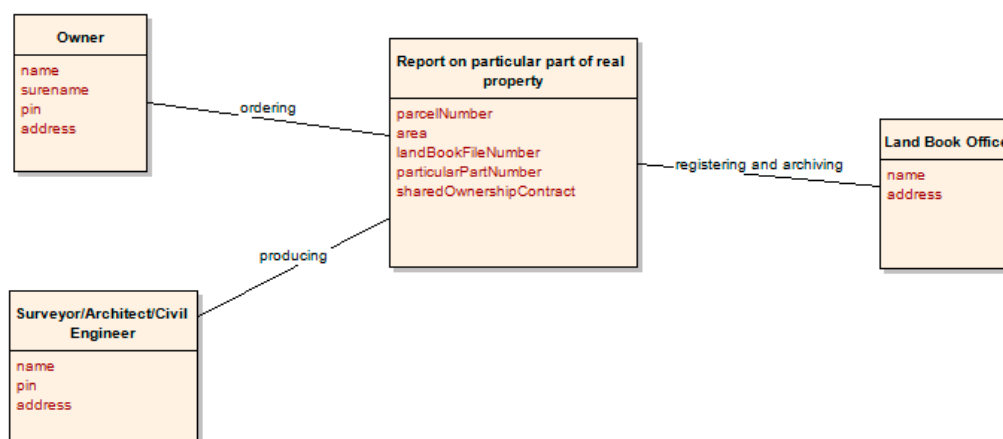 Owner
name
surename
pin
address
ordering
Report on particular part of real
property
parcelNumber
area
landBookFileNumber
particularPartNumber
sharedOwnershipContract
registering and archiving
Land Book Office
name
address
producing
Surveyor/Architect/Civil
Engineer
name
pin
address